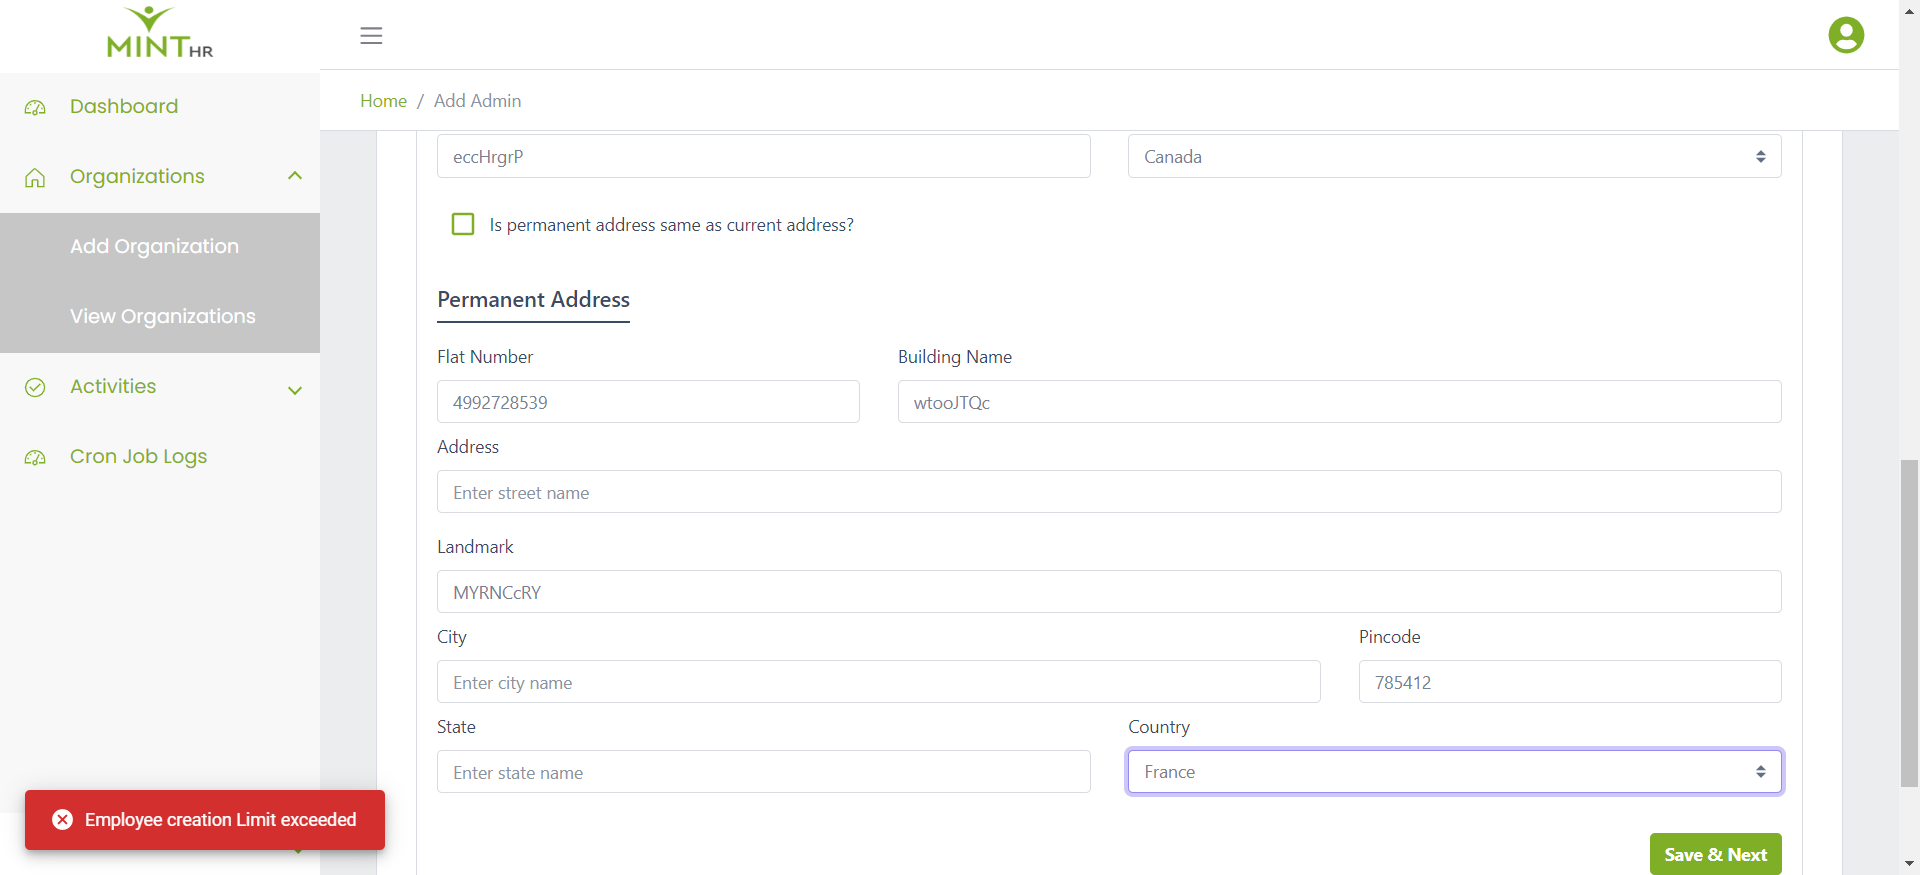 MINT HR
Home / Add Admin
Dashboard
Organizations
Add Organization
View Organizations
Activities
Cron Job Logs
eccHrgrP
Canada
Is permanent address same as current address?
Permanent Address
Flat Number
Building Name
4992728539
wtooJTQc
Address
Enter street name
Landmark
MYRNCcRY
City
Pincode
Enter city name
785412
State
Country
Enter state name
France
Employee creation Limit exceeded
Save & Next